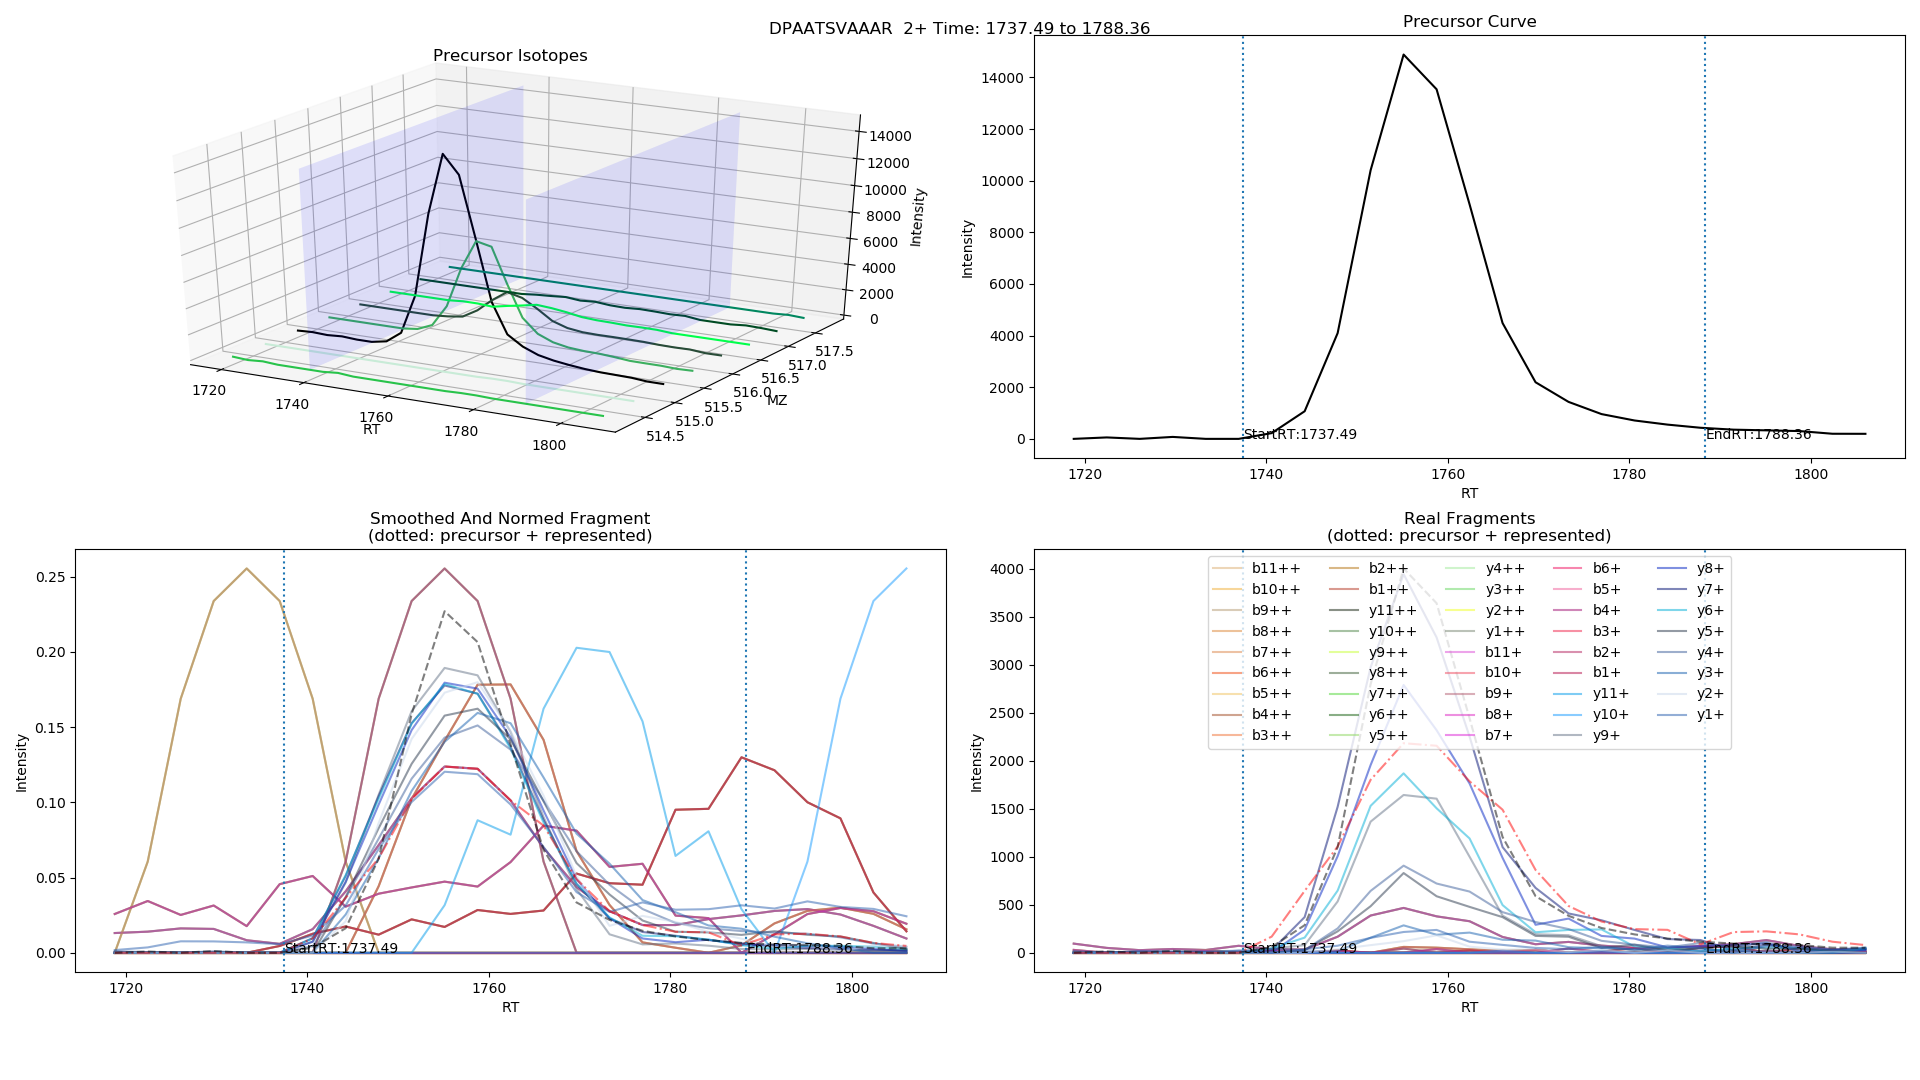 DPAATSVAAAR  2+ Time: 1737.49 to 1788.36
Precursor Isotopes
14000
12000
10000
8000
6000
4000
2000
0
Intensity
517.5
517.0
516.5
516.0
515.5
515.0
514.5
MZ
1720
1740
1760
1780
1800
RT
Precursor Curve
14000
12000
10000
8000
6000
4000
2000
0
Intensity
StartRT:1737.49
EndRT:1788.36
1720 1740 1760 1780 1800
RT
Smoothed And Normed Fragment
(dotted: precursor + represented)
0.25
0.20
0.15
0.10
0.05
0.00
Intensity
StartRT:1737.49
EndRT:1788.36
1720 1740 1760 1780 1800
RT
Real Fragments
(dotted: precursor + represented)
4000
3500
3000
2500
2000
1500
1000
500
0
Intensity
b11++ b2++ y4++ b6+ y8+
b10++ b1++ y3++ b5+ y7+
b9++ y11++ y2++ b4+ y6+
b8++ y10++ y1++ b3+ y5+
b7++ y9++ b11+ b2+ y4+
b6++ y8++ b10+ b1+ y3+
b5++ y7++ b9+ y11+ y2+
b4++ y6++ b8+ y10+ y1+
b3++ y5++ b7+ y9+
StartRT:1737.49
EndRT:1788.36
1720 1740 1760 1780 1800
RT